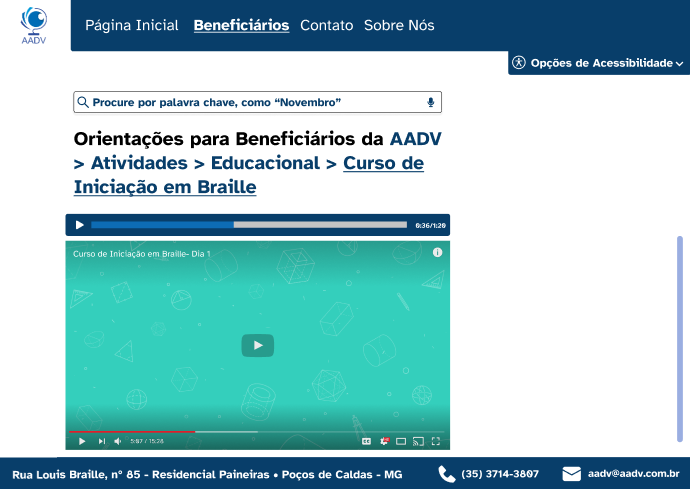 AADV
Página Inicial Beneficiários Contato Sobre Nós
Opções de Acessibilidade
Procure por palavra chave, como “Novembro”
Orientações para Beneficiários da AADV
> Atividades > Educacional > Curso de
Iniciação em Braille
0:36/1:20
Curso de Iniciação em Braille- Dia 1
5:07 / 15:28
Rua Louis Braille, nº 85 - Residencial Paineiras • Poços de Caldas - MG
(35) 3714-3807
aadv@aadv.com.br